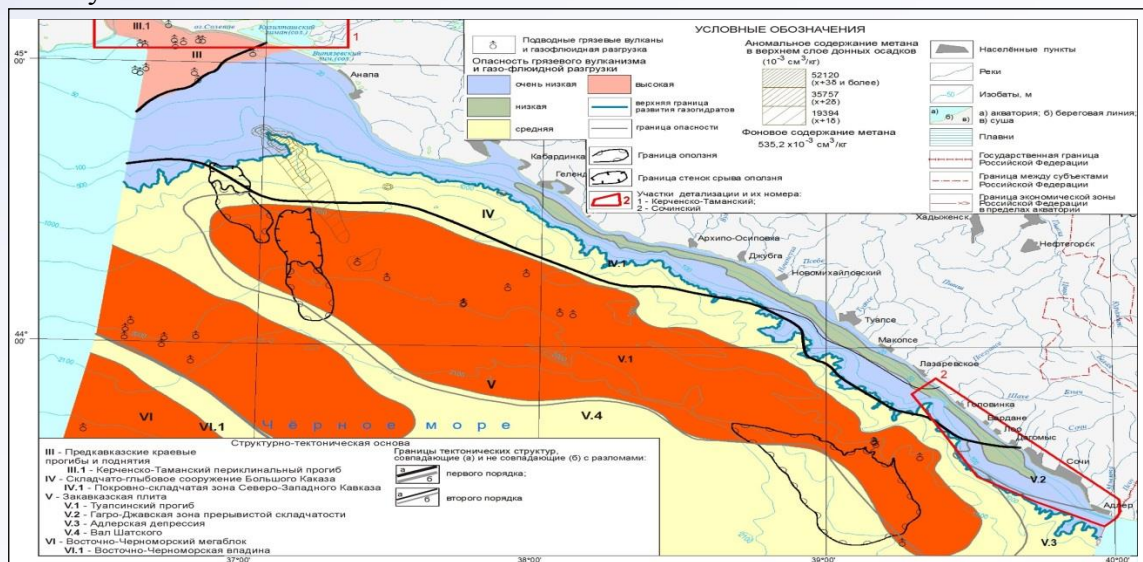 III.1
III
1
45°
00'
Анапа
Кабардинка
Архипо-Осиповка
Джубга
Новомихайловский
Туапсе
Макопсе
Лазаревское
2
Головинка
Вардане
Лоо
Дагомыс
Сочи
Адлер
Хадыженск
Нефтегорск
IV
IV.1
44°
00'
V.1
V
V.4
VI
VI.1
V.2
V.3
Чёрное море
37°00'
38°00'
39°00'
40°00'
УСЛОВНЫЕ ОБОЗНАЧЕНИЯ
Подводные грязевые вулканы
и газофлюидная разгрузка
Опасность грязевого вулканизма
и газо-флюидной разгрузки
очень низкая
высокая
низкая
верхняя граница
развития газогидратов
средняя
граница опасности
Граница оползня
Граница стенок срыва оползня
2
Участки детализации и их номера:
1 - Керченско-Таманский;
2 - Сочинский
Аномальное содержание метана
в верхнем слое донных осадков
(10⁻³ см³/кг)
52120
(x+3δ и более)
35757
(x+2δ)
19394
(x+1δ)
Фоновое содержание метана
535,2 x10⁻³ см³/кг
Населённые пункты
Реки
50
Изобаты, м
а) б) в)
а) акватория; б) береговая линия;
в) суша
Плавни
Государственная граница
Российской Федерации
Граница между субъектами
Российской Федерации
Граница экономической зоны
Российской Федерации
в пределах акватории
Структурно-тектоническая основа
III - Предкавказские краевые
прогибы и поднятия
III.1 - Керченско-Таманский периклинальный прогиб
IV - Складчато-глыбовое сооружение Большого Каказа
IV.1 - Покровно-складчатая зона Северо-Западного Кавказа
V - Закавказская плита
V.1 - Туапсинский прогиб
V.2 - Гагро-Джавская зона прерывистой складчатости
V.3 - Адлерская депрессия
V.4 - Вал Шатского
VI - Восточно-Черноморский мегаблок
VI.1 - Восточно-Черноморская впадина
Границы тектонических структур,
совпадающие (а) и не совпадающие (б) с разломами:
а б
первого порядка;
а б
второго порядка